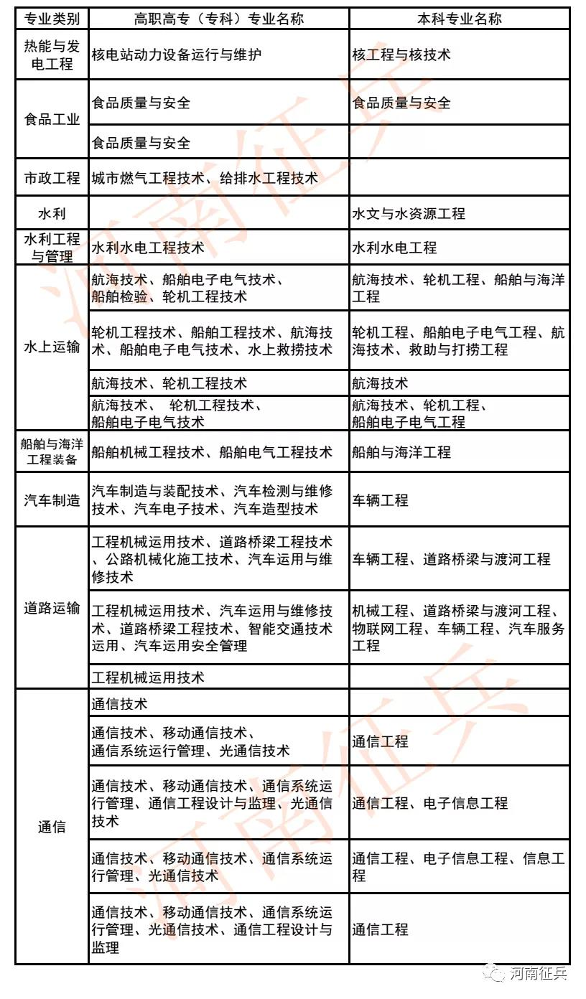 专业类别 高职高专（专科）专业名称 本科专业名称
热能与发
电工程
核电站动力设备运行与维护 核工程与核技术
食品工业
食品质量与安全 食品质量与安全
食品质量与安全
市政工程 城市燃气工程技术、给排水工程技术
水利 水文与水资源工程
水利工程
与管理
水利水电工程技术 水利水电工程
水上运输
航海技术、船舶电子电气技术、
船舶检验、轮机工程技术
航海技术、轮机工程、船舶与海洋
工程
轮机工程技术、船舶工程技术、航海技
术、船舶电子电气技术、水上救捞技术
轮机工程、船舶电子电气工程、航
海技术、救助与打捞工程
航海技术、轮机工程技术 航海技术
航海技术、 轮机工程技术、
船舶电子电气技术
航海技术、轮机工程、
船舶电子电气工程
船舶与海洋
工程装备
船舶机械工程技术、船舶电气工程技术 船舶与海洋工程
汽车制造
汽车制造与装配技术、汽车检测与维修
技术、汽车电子技术、汽车造型技术
车辆工程
道路运输
工程机械运用技术、道路桥梁工程技术
、公路机械化施工技术、汽车运用与维
修技术
车辆工程、道路桥梁与渡河工程
工程机械运用技术、汽车运用与维修技
术、道路桥梁工程技术、智能交通技术
运用、汽车运用安全管理
机械工程、道路桥梁与渡河工程、
物联网工程、车辆工程、汽车服务
工程
工程机械运用技术
通信
通信技术
通信技术、移动通信技术、
通信系统运行管理、光通信技术
通信工程
通信技术、移动通信技术、通信系统运
行管理、通信工程设计与监理、光通信
技术
通信工程、电子信息工程
通信技术、移动通信技术、通信系统运
行管理、光通信技术
通信工程、电子信息工程、信息工
程
通信技术、移动通信技术、通信系统运
行管理、光通信技术、通信工程设计与
监理
通信工程
河南征兵
河南征兵
河南征兵